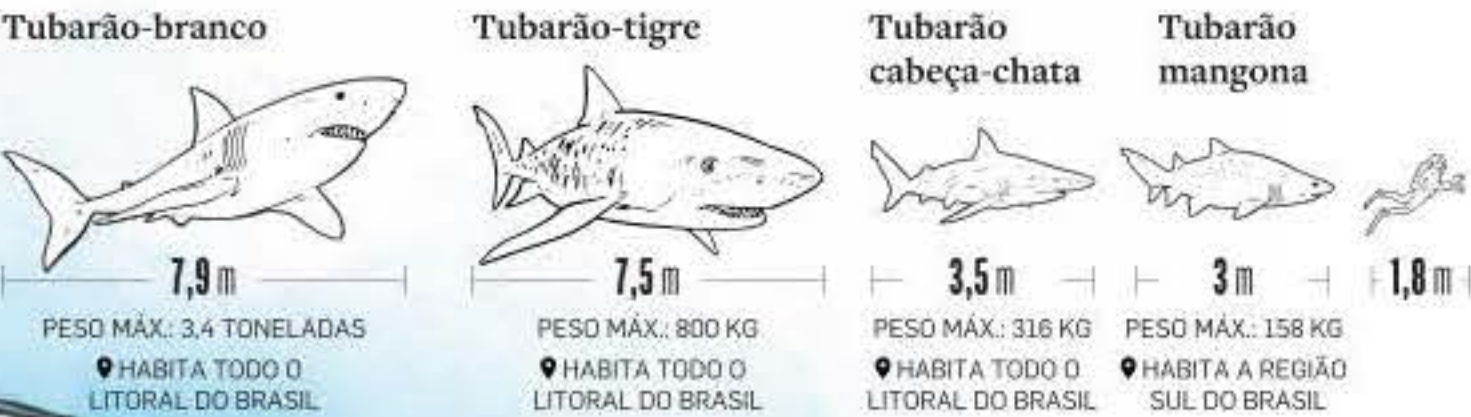 Tubarão-branco
7,9 m
PESO MÁX.: 3,4 TONELADAS
HABITA TODO O
LITORAL DO BRASIL
Tubarão-tigre
7,5 m
PESO MÁX.: 800 KG
HABITA TODO O
LITORAL DO BRASIL
Tubarão
cabeça-chata
3,5 m
PESO MÁX.: 316 KG
HABITA TODO O
LITORAL DO BRASIL
Tubarão
mangona
3 m
PESO MÁX.: 158 KG
HABITA A REGIÃO
SUL DO BRASIL
1,8 m